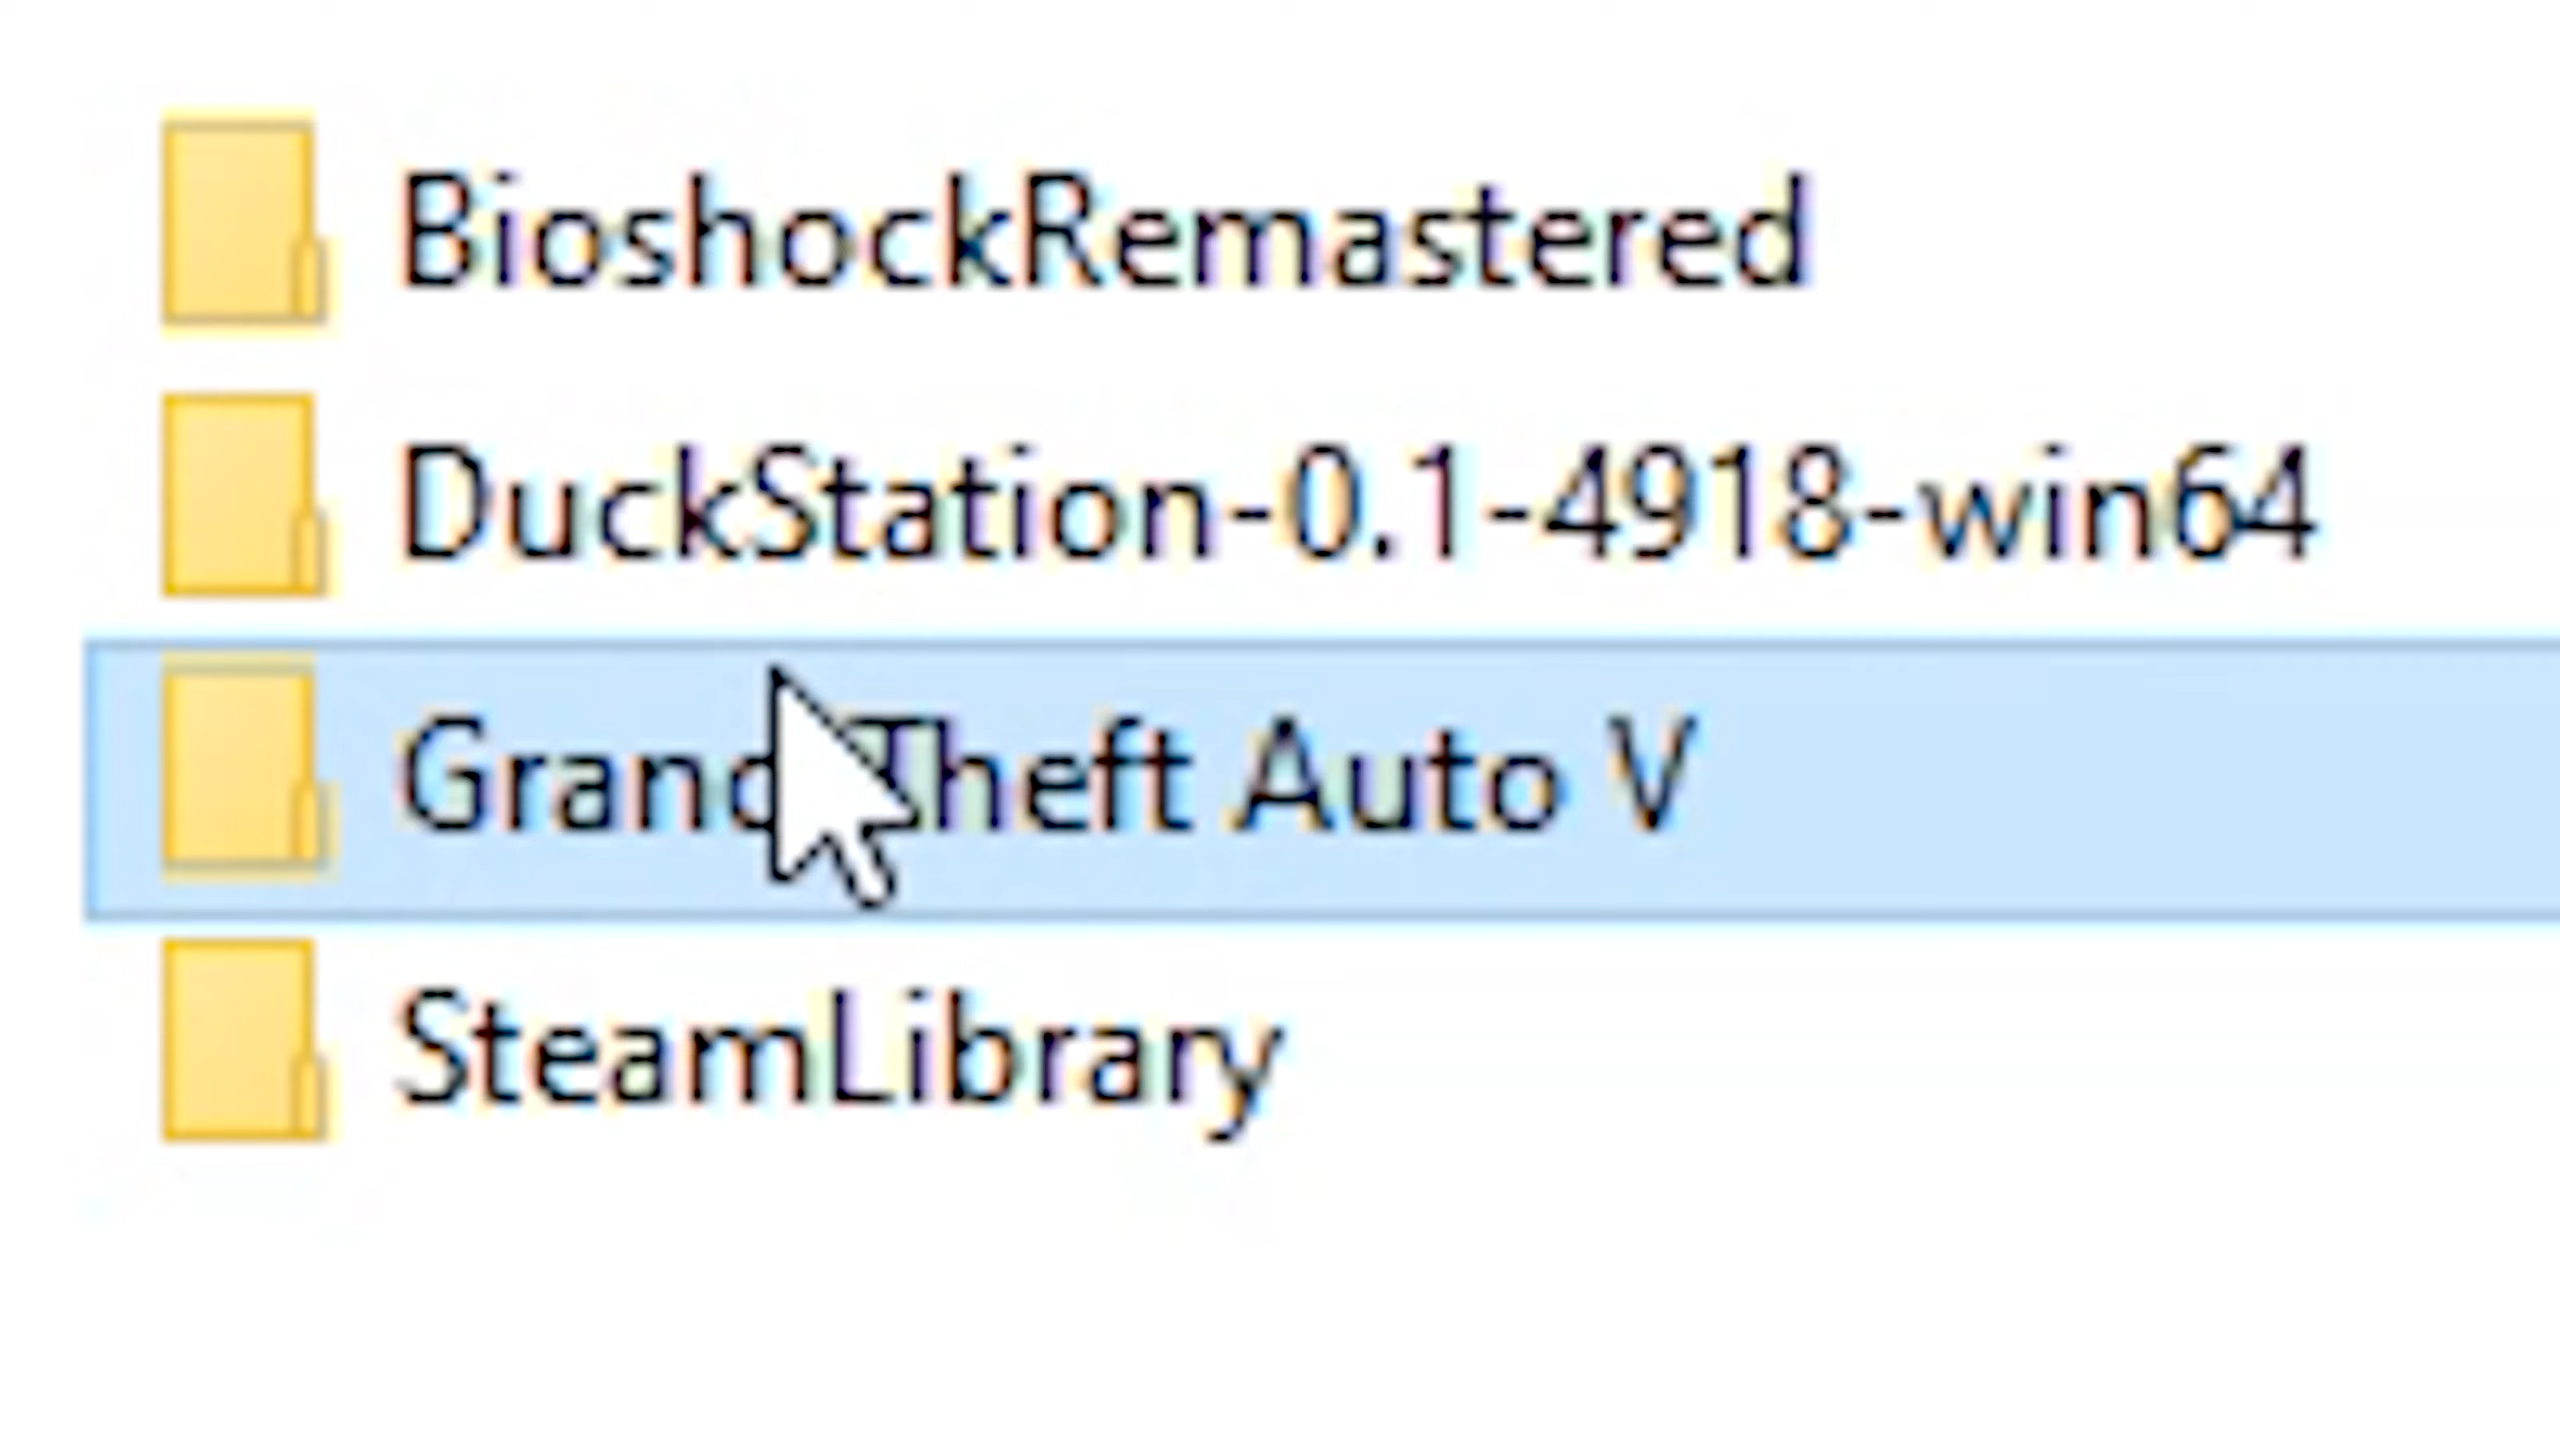 BioshockRemastered
DuckStation-0.1-4918-win64
Grand Theft Auto V
SteamLibrary